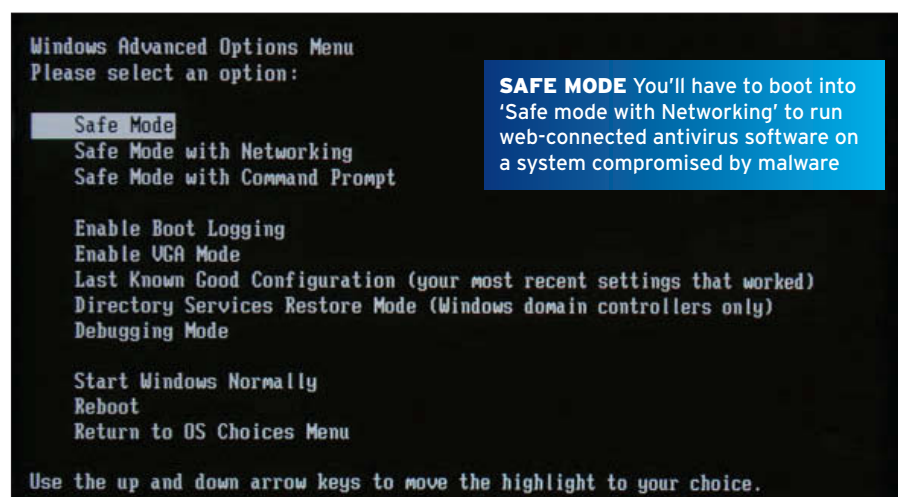 Windows Advanced Options Menu
Please select an option:
SAFE MODE You'll have to boot into
‘Safe mode with Networking’ to run
web-connected antivirus software on
a system compromised by malware
Safe Mode
Safe Mode with Networking
Safe Mode with Command Prompt
Enable Boot Logging
Enable VGA Mode
Last Known Good Configuration (your most recent settings that worked)
Directory Services Restore Mode (Windows domain controllers only)
Debugging Mode
Start Windows Normally
Reboot
Return to OS Choices Menu
Use the up and down arrow keys to move the highlight to your choice.